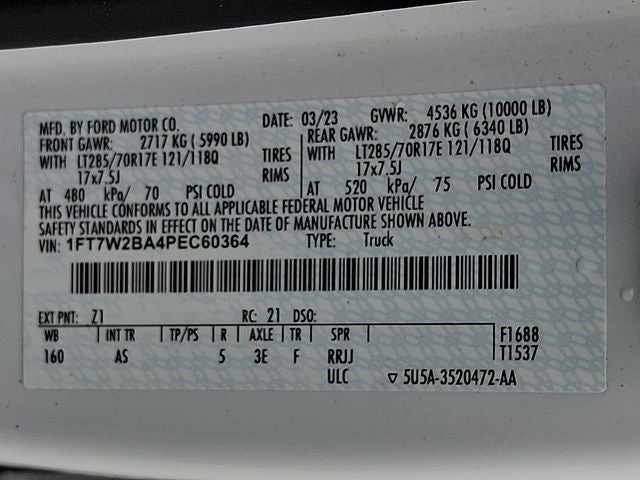 MFD. BY FORD MOTOR CO. DATE: 03/23 GVWR: 4536 KG (10000 LB)
FRONT GAWR: 2717 KG ( 5990 LB) REAR GAWR: 2876 KG ( 6340 LB)
WITH LT285/70R17E 121/118Q TIRES WITH LT285/70R17E 121/118Q TIRES
17x7.5J RIMS 17x7.5J RIMS
AT 480 kPa/ 70 PSI COLD AT 520 kPa/ 75 PSI COLD
THIS VEHICLE CONFORMS TO ALL APPLICABLE FEDERAL MOTOR VEHICLE
SAFETY STANDARDS IN EFFECT ON THE DATE OF MANUFACTURE SHOWN ABOVE.
VIN: 1FT7W2BA4PEC60364 TYPE: Truck
EXT PNT: Z1 RC: 21 DSO:
WB INT TR TP/PS R AXLE TR SPR F1688
160 AS 5 3E F RRJJ T1537
ULC ▽ 5U5A-3520472-AA